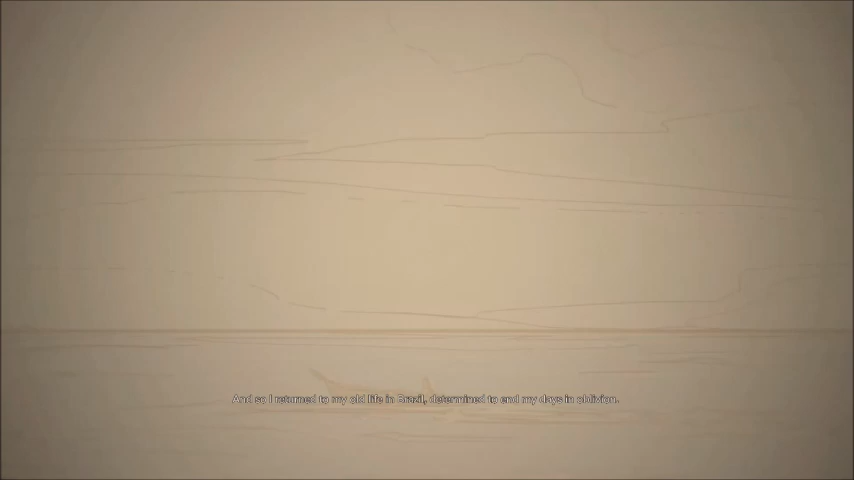 And so I returned to my old life in Brazil, determined to end my days in oblivion.